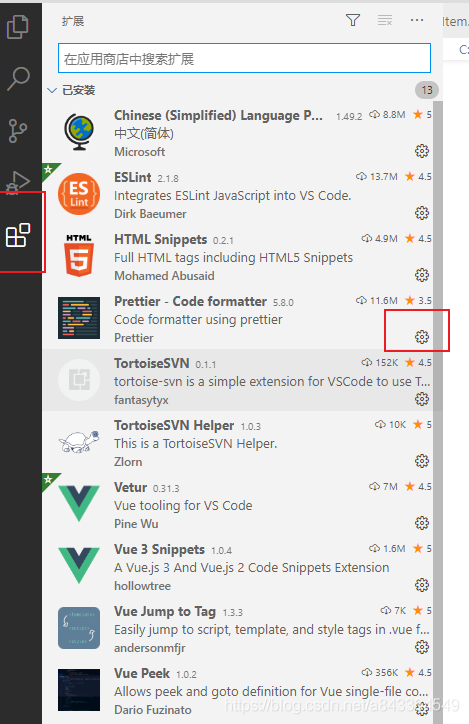 扩展
Item.
在应用商店中搜索扩展
C:
已安装 13
Chinese (Simplified) Language P... 1.49.2 8.8M 5
中文(简体)
Microsoft
ESLint 2.1.8 13.7M 4.5
ES
Lint
Integrates ESLint JavaScript into VS Code.
Dirk Baeumer
HTML Snippets 0.2.1 4.9M 4.5
HTML
5
Full HTML tags including HTML5 Snippets
Mohamed Abusaid
Prettier - Code formatter 5.8.0 11.6M 3.5
Code formatter using prettier
Prettier
TortoiseSVN 0.1.1 152K 4.5
tortoise-svn is a simple extension for VSCode to use T...
fantasytyx
TortoiseSVN Helper 1.0.3 10K 5
This is a TortoiseSVN Helper.
Zlorn
Vetur 0.31.3 7M 4.5
Vue tooling for VS Code
Pine Wu
Vue 3 Snippets 1.0.4 1.6M 5
A Vue.js 3 And Vue.js 2 Code Snippets Extension
hollowtree
Vue Jump to Tag 1.3.3 7K 5
Easily jump to script, template, and style tags in .vue f...
andersonmfjr
Vue Peek 1.0.2 356K 4.5
Allows peek and goto definition for Vue single-file co...
Dario Fuzinato